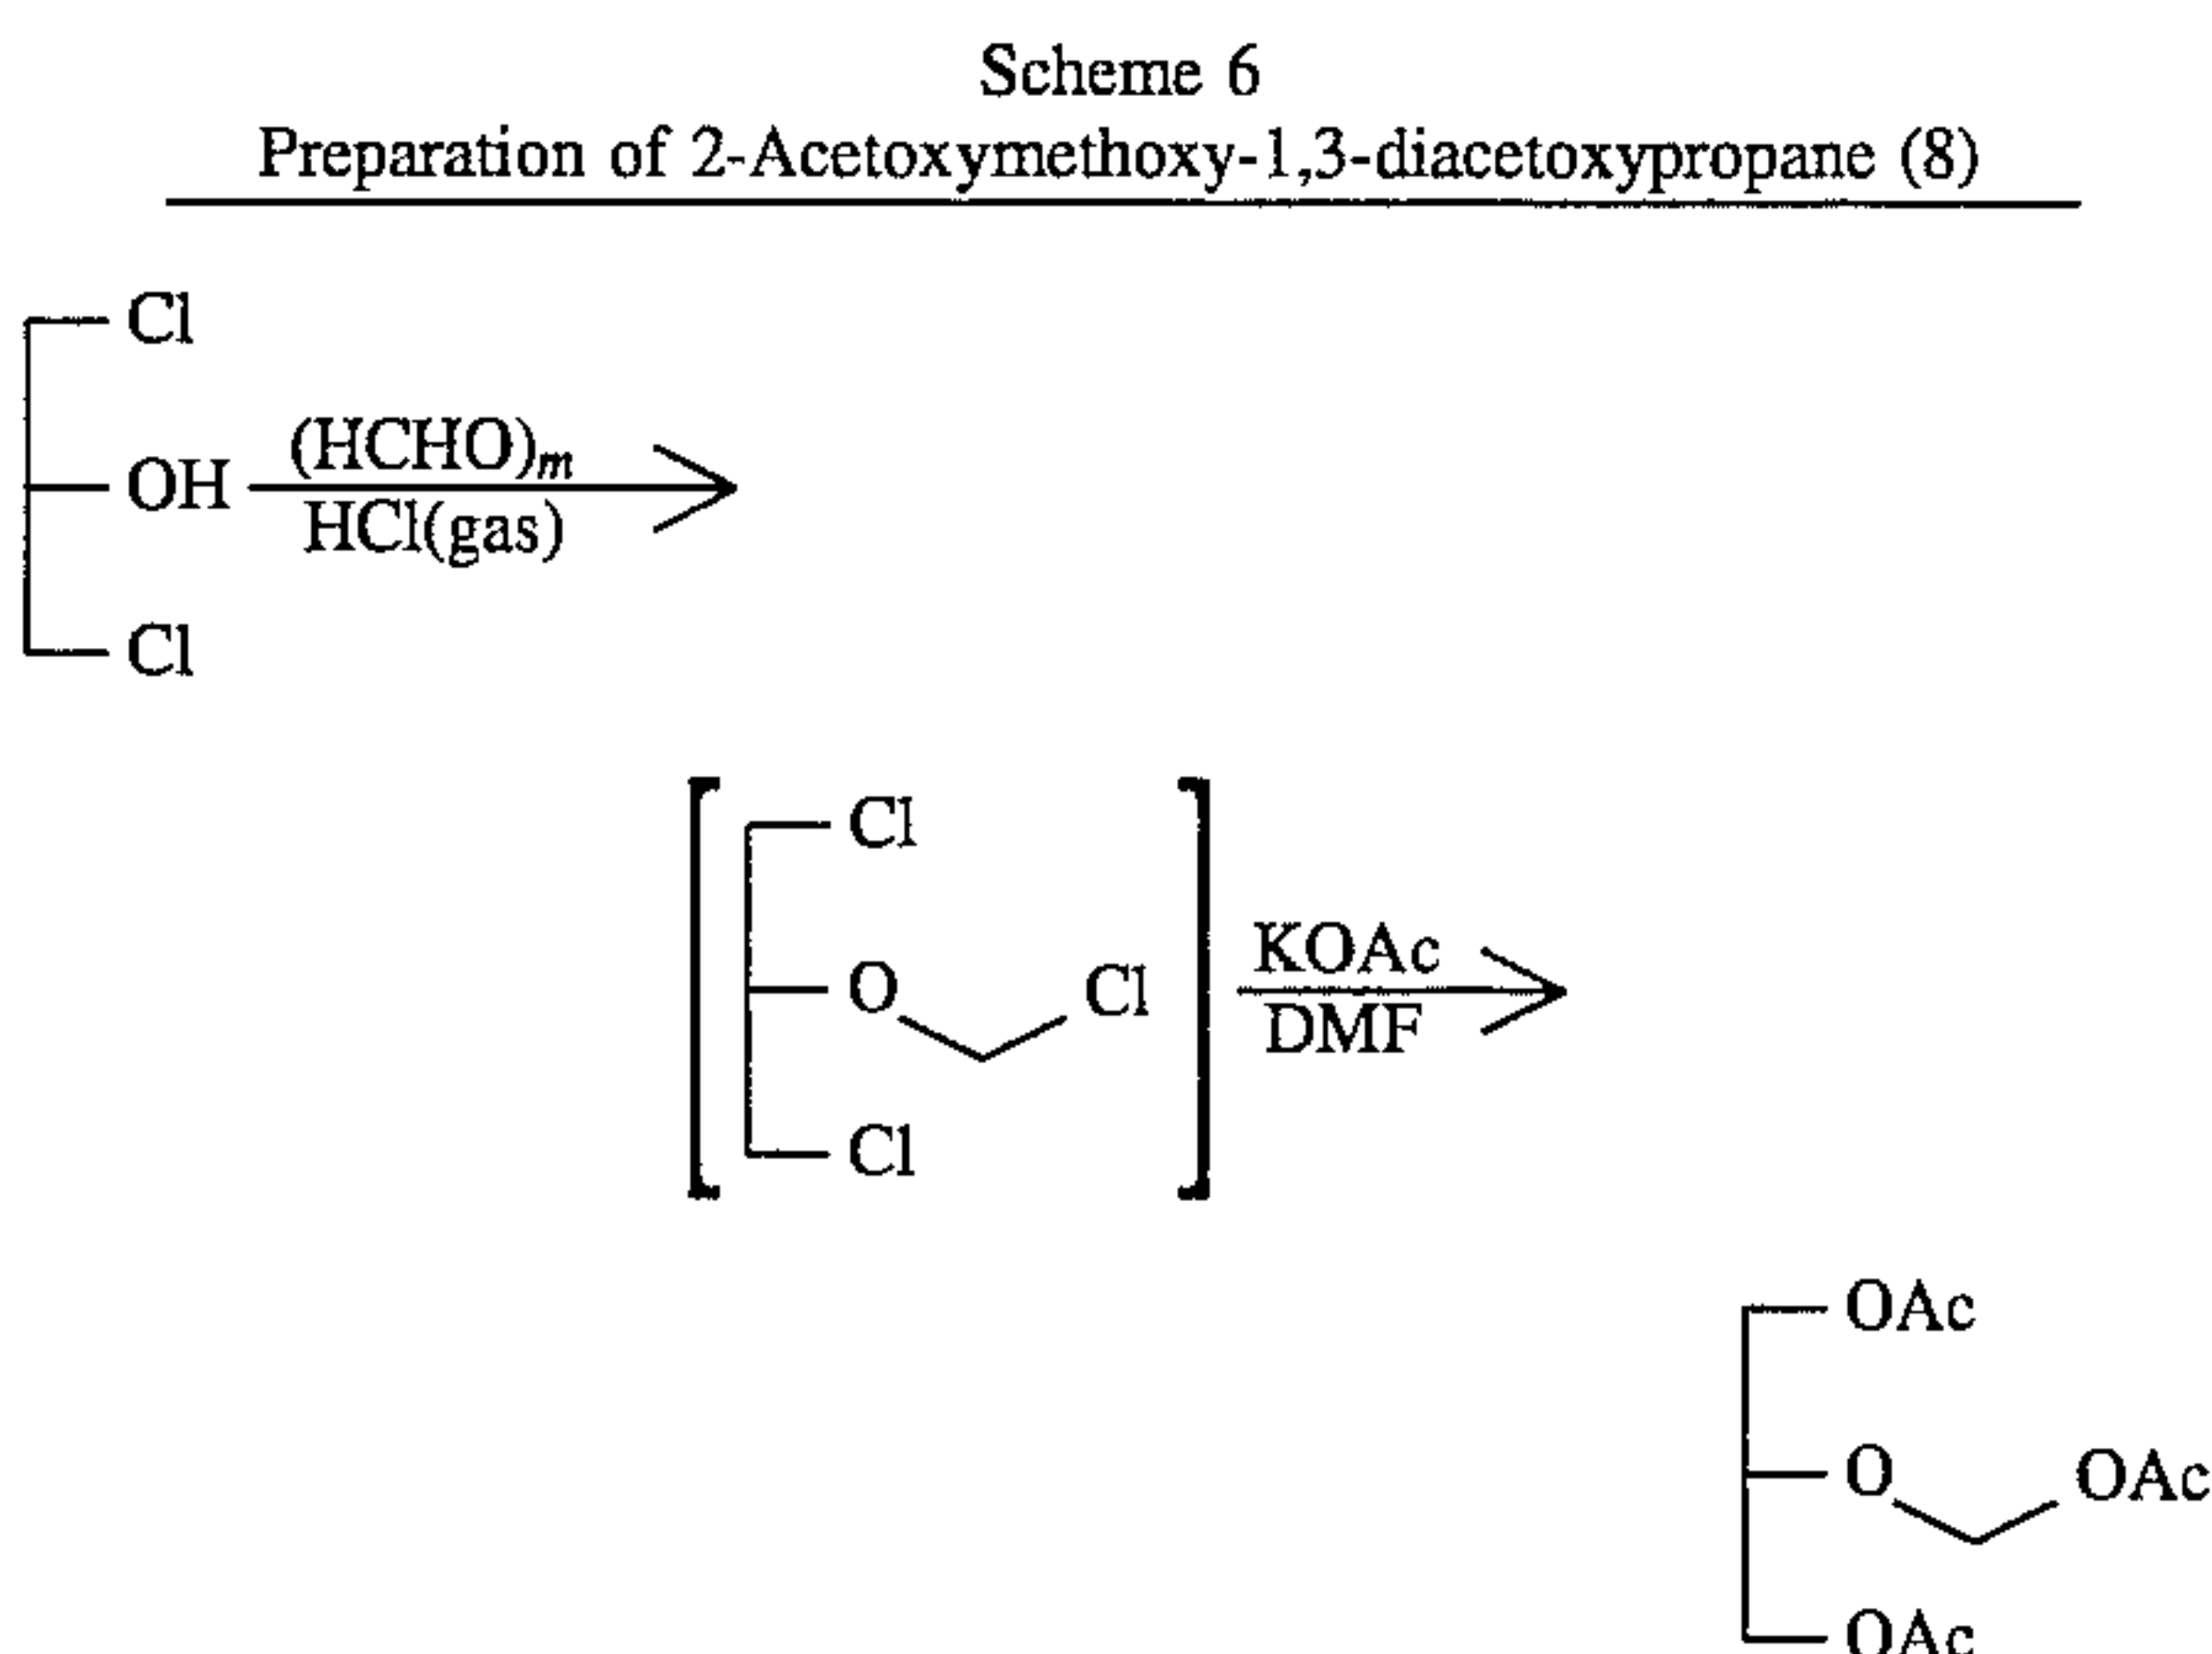 Scheme 6
Preparation of 2-Acetoxymethoxy-1,3-diacetoxypropane (8)
Cl
OH
(HCHO)m
HCl(gas)
Cl
Cl
O
Cl
Cl
KOAc
DMF
OAc
O
OAc
OAc